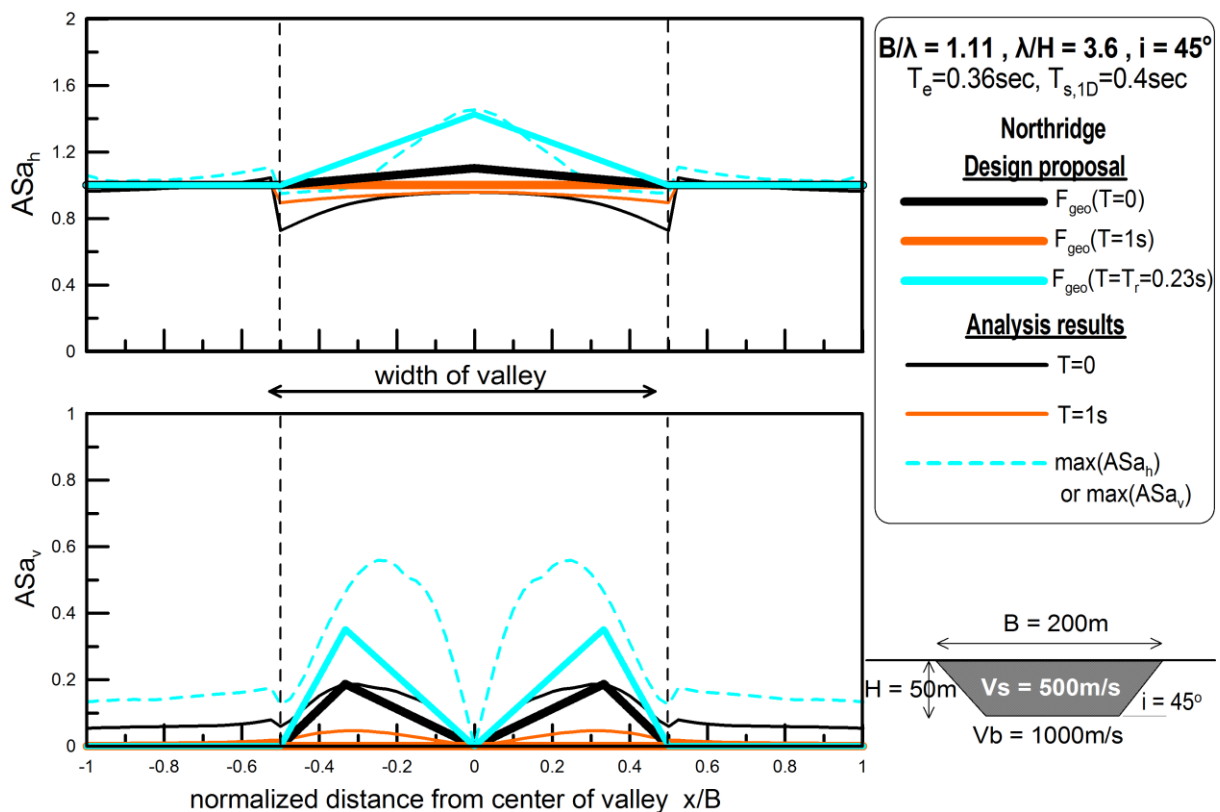 2
1.6
1.2
0.8
0.4
0
ASa_h
width of valley
1
0.8
0.6
0.4
0.2
0
ASa_v
-1 -0.8 -0.6 -0.4 -0.2 0 0.2 0.4 0.6 0.8 1
normalized distance from center of valley x/B
B/λ = 1.11 , λ/H = 3.6 , i = 45°
T_e=0.36sec, T_s,1D=0.4sec
Northridge
Design proposal
F_geo(T=0)
F_geo(T=1s)
F_geo(T=T_r=0.23s)
Analysis results
T=0
T=1s
max(ASa_h)
or max(ASa_v)
B = 200m
H = 50m
Vs = 500m/s
i = 45°
Vb = 1000m/s